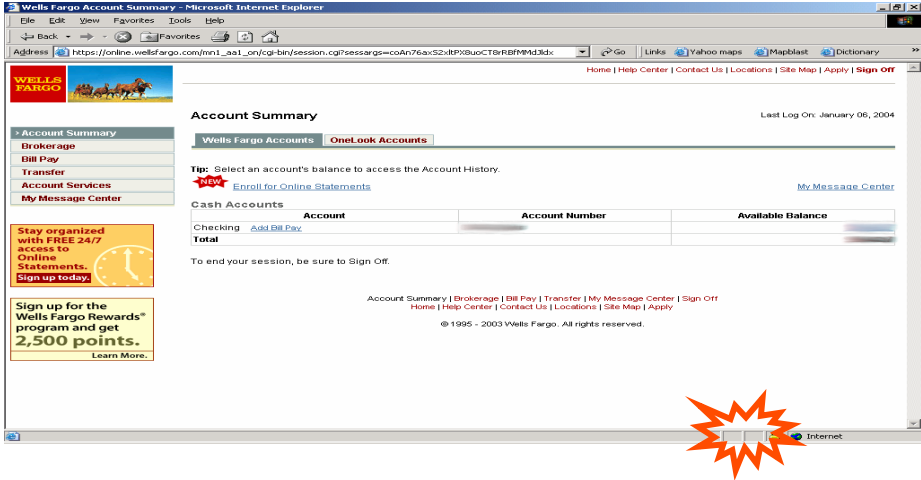 Wells Fargo Account Summary - Microsoft Internet Explorer
File Edit View Favorites Tools Help
Back Favorites
Address https://online.wellsfargo.com/mn1_aa1_on/cgi-bin/session.cgi?sessargs= Go Links Yahoo maps Mapblast Dictionary »
WELLS FARGO
Home | Help Center | Contact Us | Locations | Site Map | Apply | Sign Off
Account Summary
Last Log On: January 06, 2004
Wells Fargo Accounts OneLook Accounts
Tip: Select an account's balance to access the Account History.
NEW Enroll for Online Statements My Message Center
Cash Accounts
Account Account Number Available Balance
Checking Add Bill Pay
Total
To end your session, be sure to Sign Off.
Account Summary | Brokerage | Bill Pay | Transfer | My Message Center | Sign Off
Home | Help Center | Contact Us | Locations | Site Map | Apply
© 1995 - 2003 Wells Fargo. All rights reserved.
› Account Summary
Brokerage
Bill Pay
Transfer
Account Services
My Message Center
Stay organized
with FREE 24/7
access to
Online
Statements.
Sign up today.
Sign up for the
Wells Fargo Rewards®
program and get
2,500 points.
Learn More.
Internet